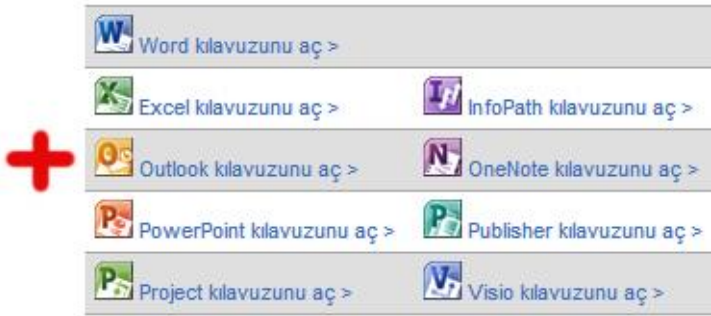 Word kılavuzunu aç >
Excel kılavuzunu aç > InfoPath kılavuzunu aç >
Outlook kılavuzunu aç > OneNote kılavuzunu aç >
PowerPoint kılavuzunu aç > Publisher kılavuzunu aç >
Project kılavuzunu aç > Visio kılavuzunu aç >